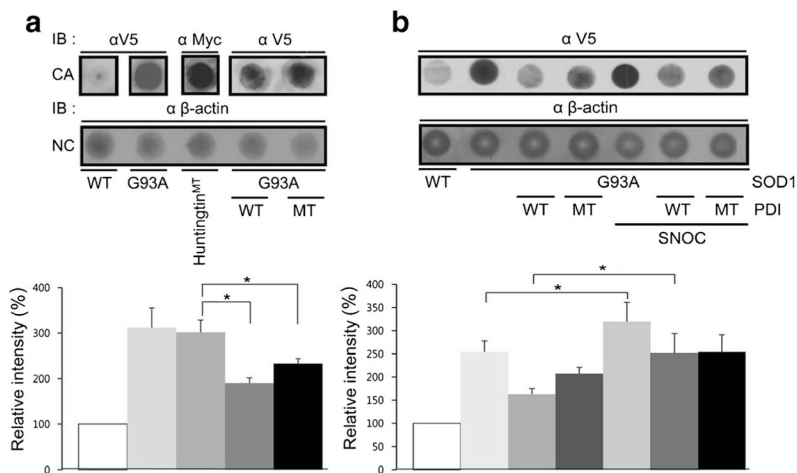 a
IB : αV5 α Myc α V5
CA
IB : α β-actin
NC
WT G93A Huntingtin^MT G93A
WT MT
Relative intensity (%)
400
300
200
100
0
* *
b
α V5
α β-actin
WT G93A SOD1
WT MT WT MT PDI
SNOC
Relative intensity (%)
400
350
300
250
200
150
100
50
0
* *